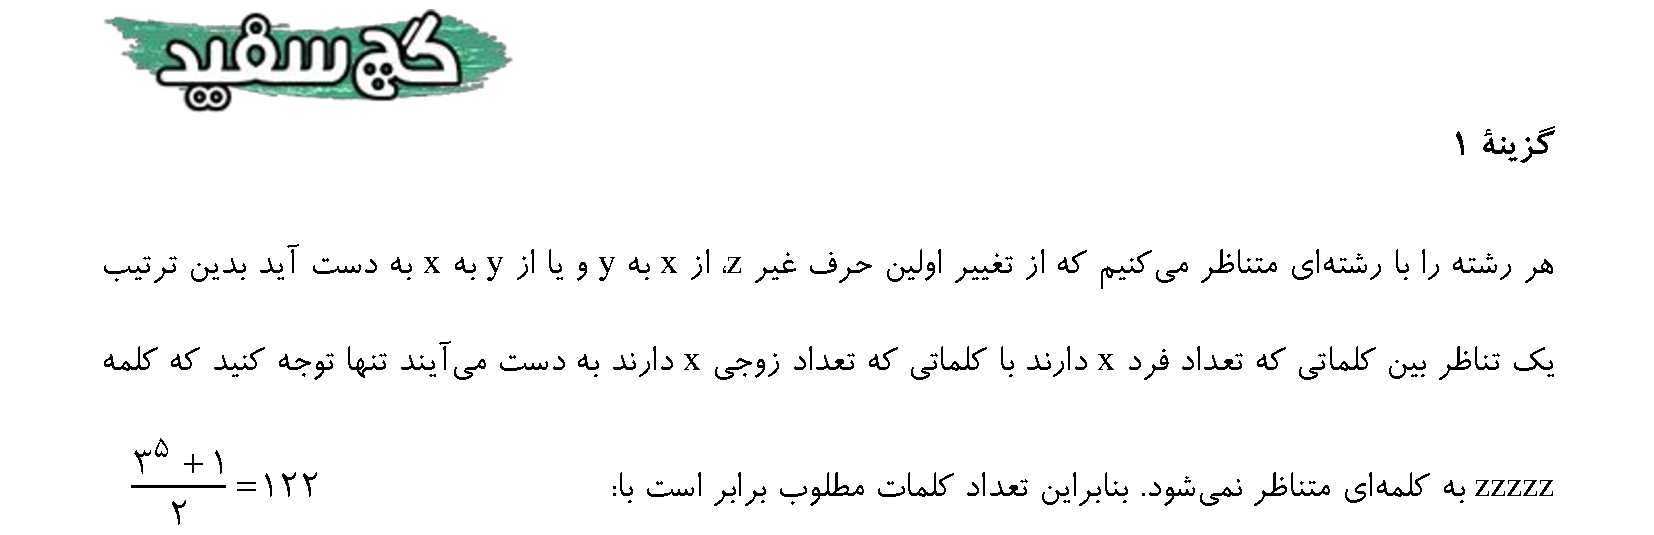 گچ سفید
گزینهٔ ۱
هر رشته را با رشته‌ای متناظر می‌کنیم که از تغییر اولین حرف غیر z، از x به y و یا از y به x به دست آید بدین ترتیب
یک تناظر بین کلماتی که تعداد فرد x دارند با کلماتی که تعداد زوجی x دارند به دست می‌آیند تنها توجه کنید که کلمه
zzzzz به کلمه‌ای متناظر نمی‌شود. بنابراین تعداد کلمات مطلوب برابر است با: (۳^۵ + ۱)/۲ = ۱۲۲